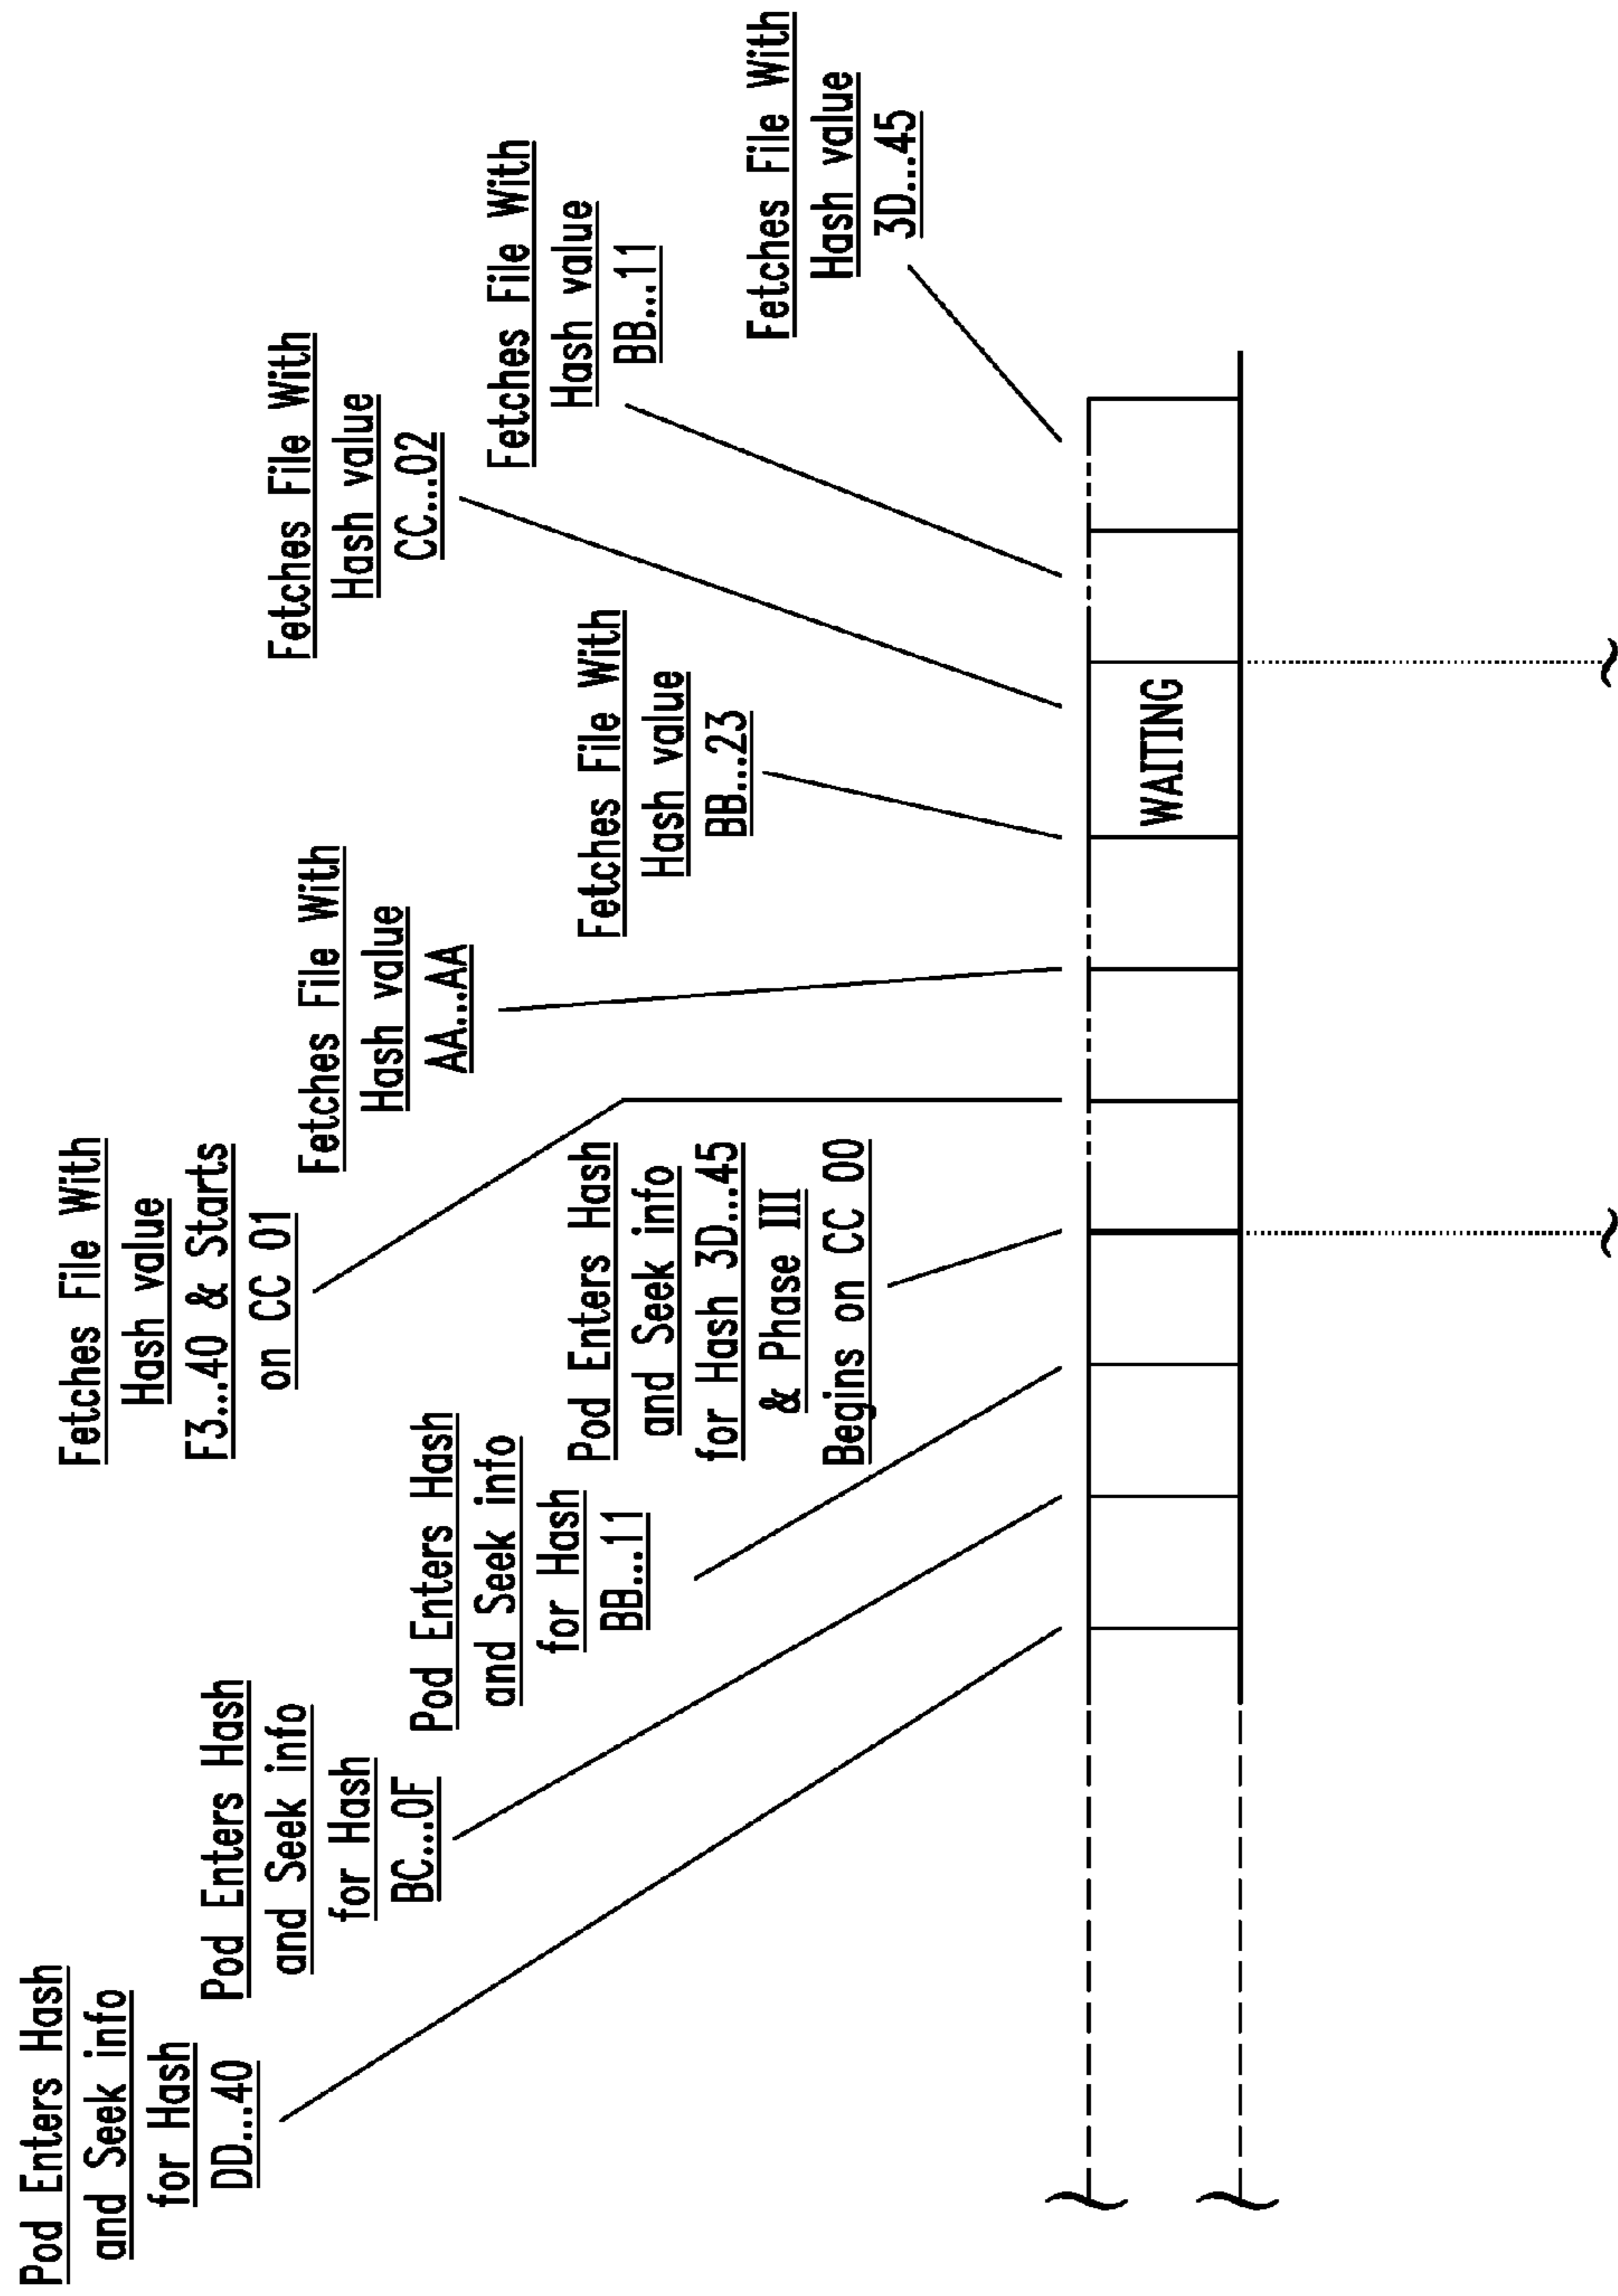 Pod Enters Hash
and Seek info
for Hash
DD...40
Pod Enters Hash
and Seek info
for Hash
BC...0F
Pod Enters Hash
and Seek info
for Hash
BB...11
Pod Enters Hash
and Seek info
for Hash 3D...45
& Phase III
Begins on CC 00
Fetches File With
Hash value
F3...40 & Starts
on CC 01
Fetches File With
Hash value
AA...AA
Fetches File With
Hash value
BB...23
Fetches File With
Hash value
CC...02
Fetches File With
Hash value
BB...11
Fetches File With
Hash value
3D...45
WAITING